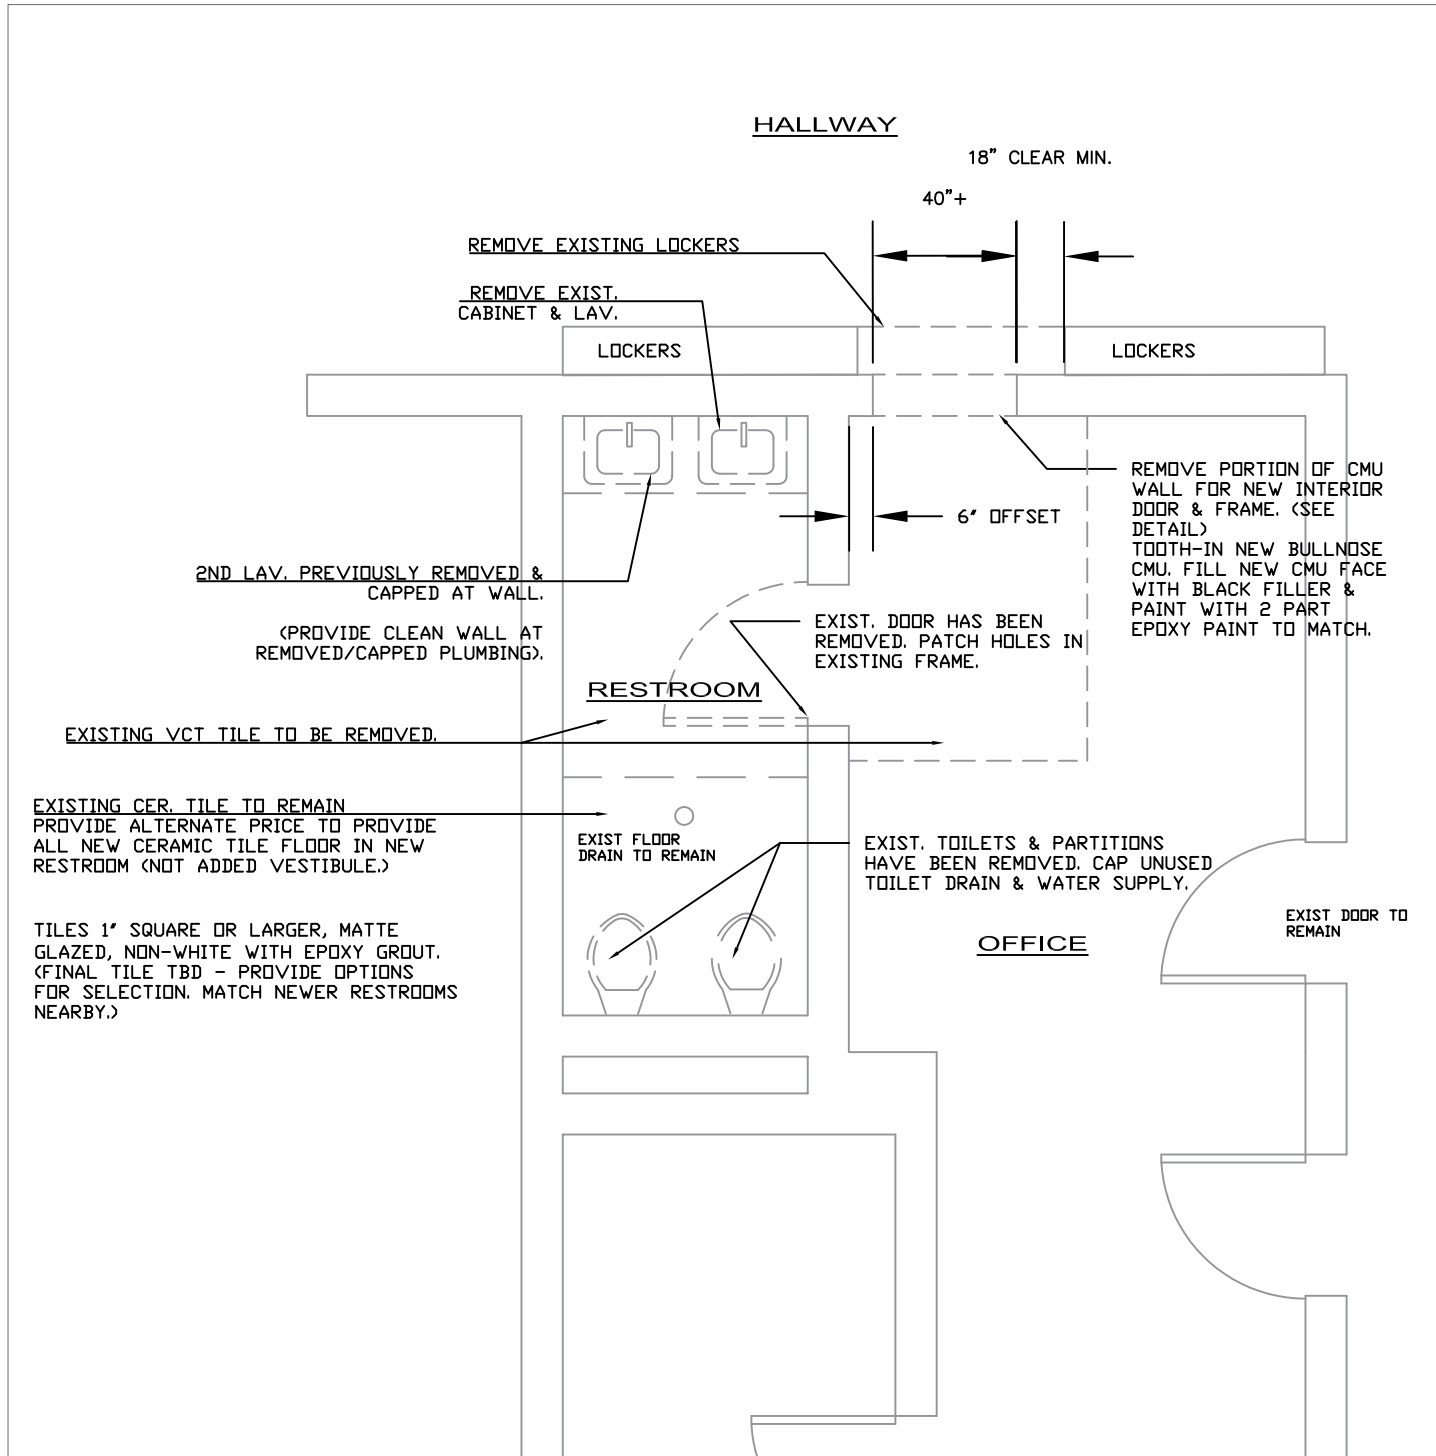 HALLWAY
18" CLEAR MIN.
40"+
REMOVE EXISTING LOCKERS
REMOVE EXIST.
CABINET & LAV.
LOCKERS
LOCKERS
REMOVE PORTION OF CMU
WALL FOR NEW INTERIOR
DOOR & FRAME. (SEE
DETAIL)
TOOTH-IN NEW BULLNOSE
CMU. FILL NEW CMU FACE
WITH BLACK FILLER &
PAINT WITH 2 PART
EPOXY PAINT TO MATCH.
6" OFFSET
2ND LAV. PREVIOUSLY REMOVED &
CAPPED AT WALL.
(PROVIDE CLEAN WALL AT
REMOVED/CAPPED PLUMBING).
EXIST. DOOR HAS BEEN
REMOVED. PATCH HOLES IN
EXISTING FRAME.
RESTROOM
EXISTING VCT TILE TO BE REMOVED.
EXISTING CER. TILE TO REMAIN
PROVIDE ALTERNATE PRICE TO PROVIDE
ALL NEW CERAMIC TILE FLOOR IN NEW
RESTROOM (NOT ADDED VESTIBULE.)
EXIST FLOOR
DRAIN TO REMAIN
EXIST. TOILETS & PARTITIONS
HAVE BEEN REMOVED. CAP UNUSED
TOILET DRAIN & WATER SUPPLY.
TILES 1" SQUARE OR LARGER, MATTE
GLAZED, NON-WHITE WITH EPOXY GROUT.
(FINAL TILE TBD - PROVIDE OPTIONS
FOR SELECTION. MATCH NEWER RESTROOMS
NEARBY.)
OFFICE
EXIST DOOR TO
REMAIN